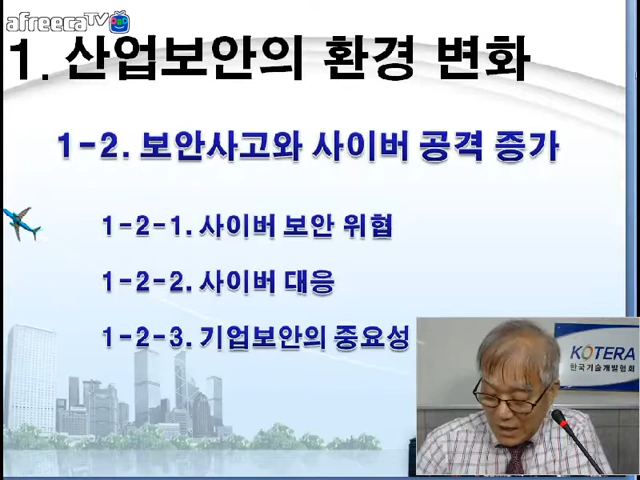 afreecaTV
1. 산업보안의 환경 변화
1-2. 보안사고와 사이버 공격 증가
1-2-1. 사이버 보안 위협
1-2-2. 사이버 대응
1-2-3. 기업보안의 중요성
KOTERA
한국기술개발협회